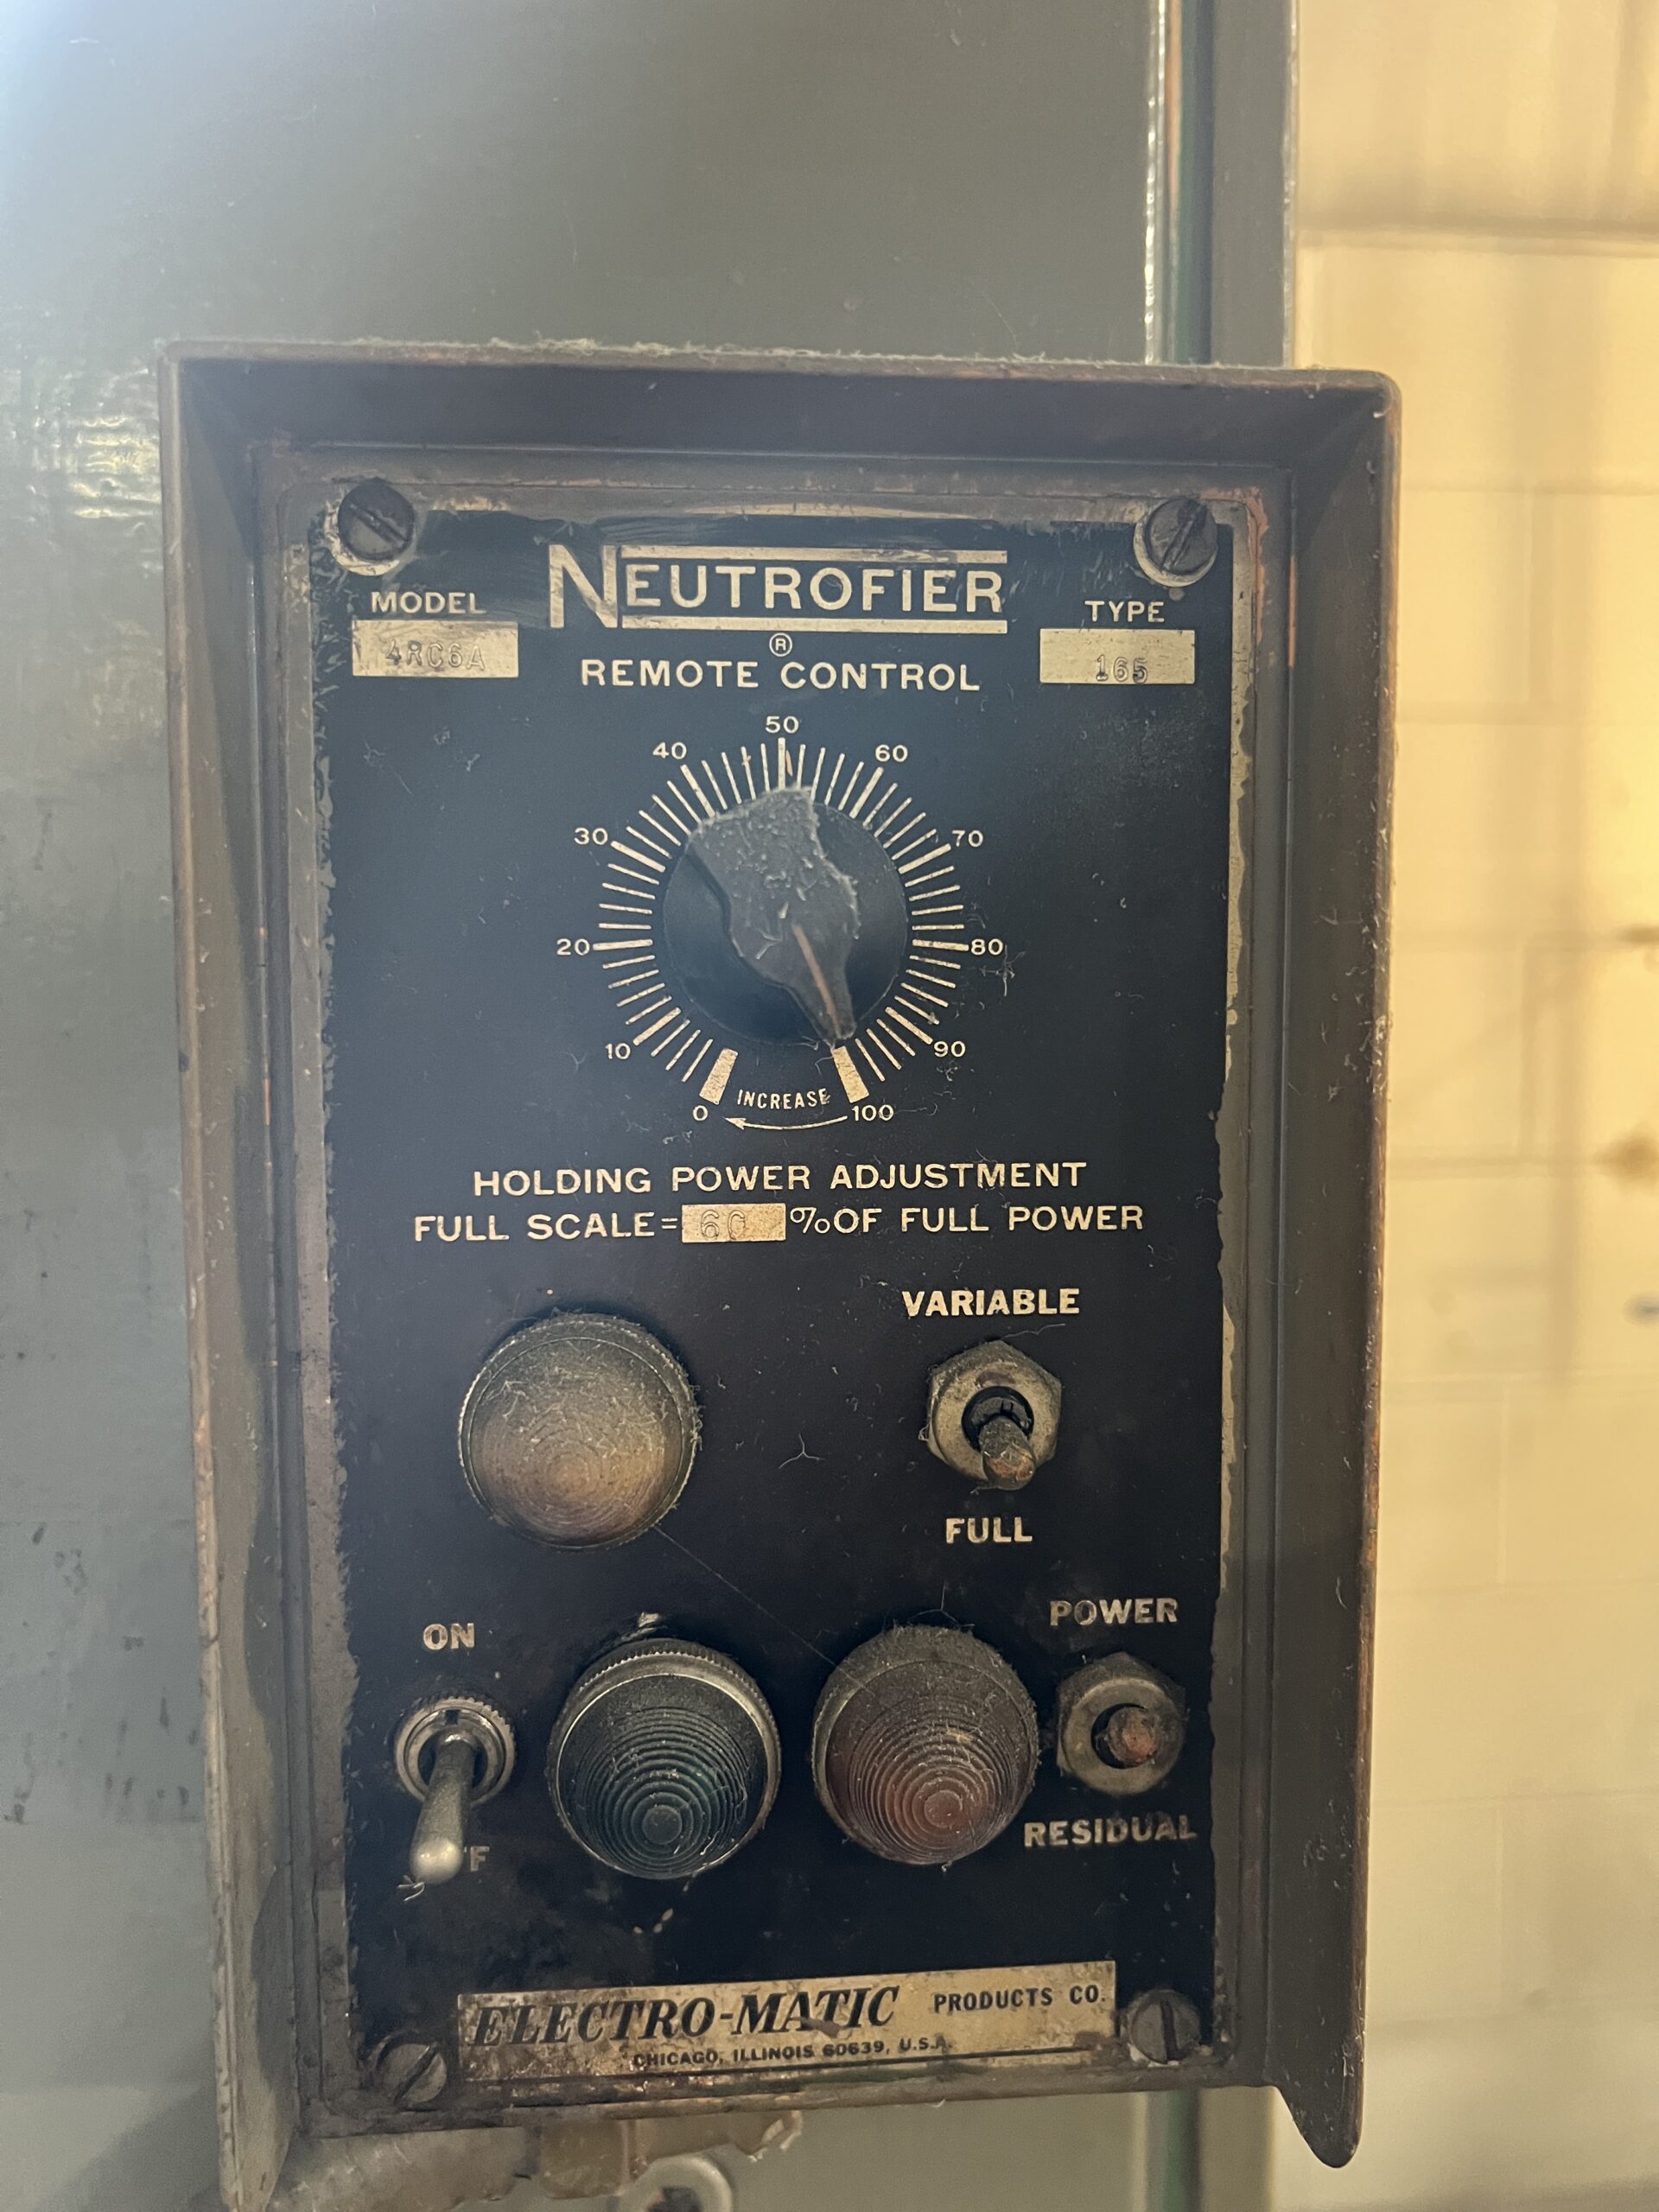 NEUTROFIER
®
MODEL
4RC6A
TYPE
165
REMOTE CONTROL
50
40
60
30
70
20
80
10
90
INCREASE
0
100
HOLDING POWER ADJUSTMENT
FULL SCALE=60%OF FULL POWER
VARIABLE
FULL
POWER
ON
RESIDUAL
F
ELECTRO-MATIC PRODUCTS CO.
CHICAGO, ILLINOIS 60639, U.S.A.